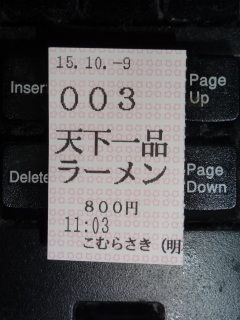 15.10.-9
003
天下一品
ラーメン
800円
11:03
こむらさき (明
Insert
Page
Up
Delete
Page
Down